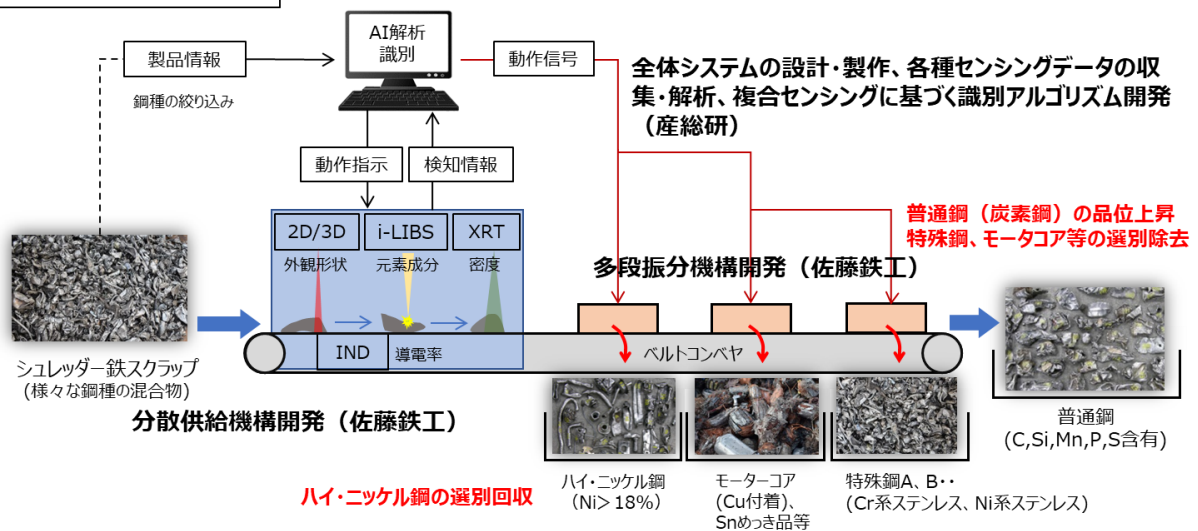 AI解析
識別
製品情報
鋼種の絞り込み
動作信号
全体システムの設計・製作、各種センシングデータの収
集・解析、複合センシングに基づく識別アルゴリズム開発
（産総研）
動作指示
検知情報
普通鋼（炭素鋼）の品位上昇
特殊鋼、モータコア等の選別除去
2D/3D
i-LIBS
XRT
外観形状
元素成分
密度
多段振分機構開発（佐藤鉄工）
IND
導電率
ベルトコンベヤ
シュレッダー鉄スクラップ
(様々な鋼種の混合物)
分散供給機構開発（佐藤鉄工）
普通鋼
(C,Si,Mn,P,S含有)
ハイ・ニッケル鋼の選別回収
ハイ・ニッケル鋼
（Ni＞18%）
モーターコア
(Cu付着)、
Snめっき品等
特殊鋼A、B・・
(Cr系ステンレス、Ni系ステンレス)